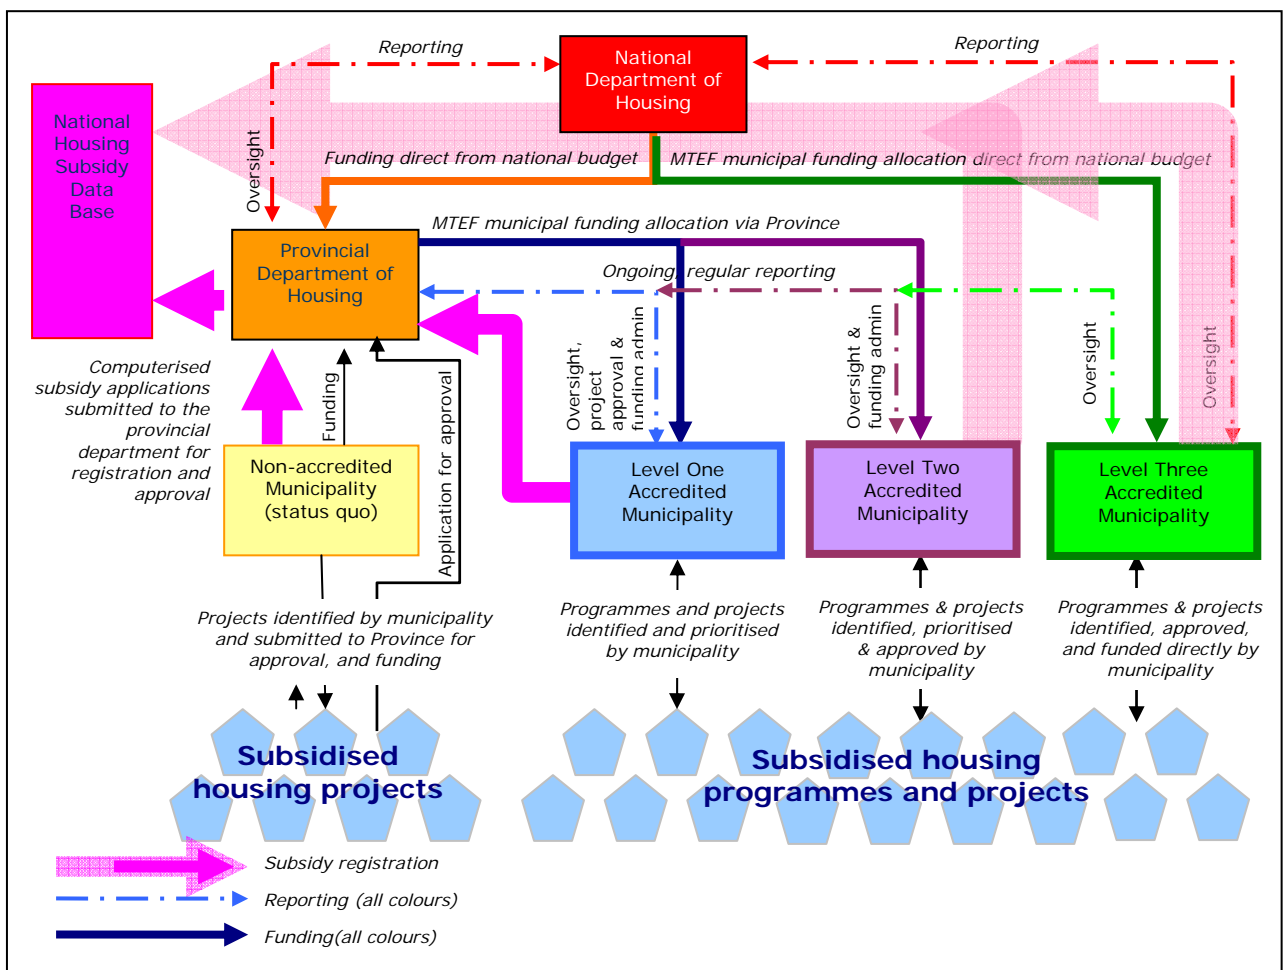 Reporting
Reporting
National
Department of
Housing
National
Housing
Subsidy
Data
Base
Oversight
Funding direct from national budget
MTEF municipal funding allocation direct from national budget
MTEF municipal funding allocation via Province
Provincial
Department of
Housing
Ongoing, regular reporting
Computerised
subsidy applications
submitted to the
provincial
department for
registration and
approval
Funding
Application for approval
Oversight,
project
approval &
funding admin
Oversight &
funding admin
Oversight
Oversight
Non-accredited
Municipality
(status quo)
Level One
Accredited
Municipality
Level Two
Accredited
Municipality
Level Three
Accredited
Municipality
Projects identified by municipality
and submitted to Province for
approval, and funding
Programmes and projects
identified and prioritised
by municipality
Programmes & projects
identified, prioritised
& approved by
municipality
Programmes & projects
identified, approved,
and funded directly by
municipality
Subsidised
housing projects
Subsidised housing
programmes and projects
Subsidy registration
Reporting (all colours)
Funding(all colours)